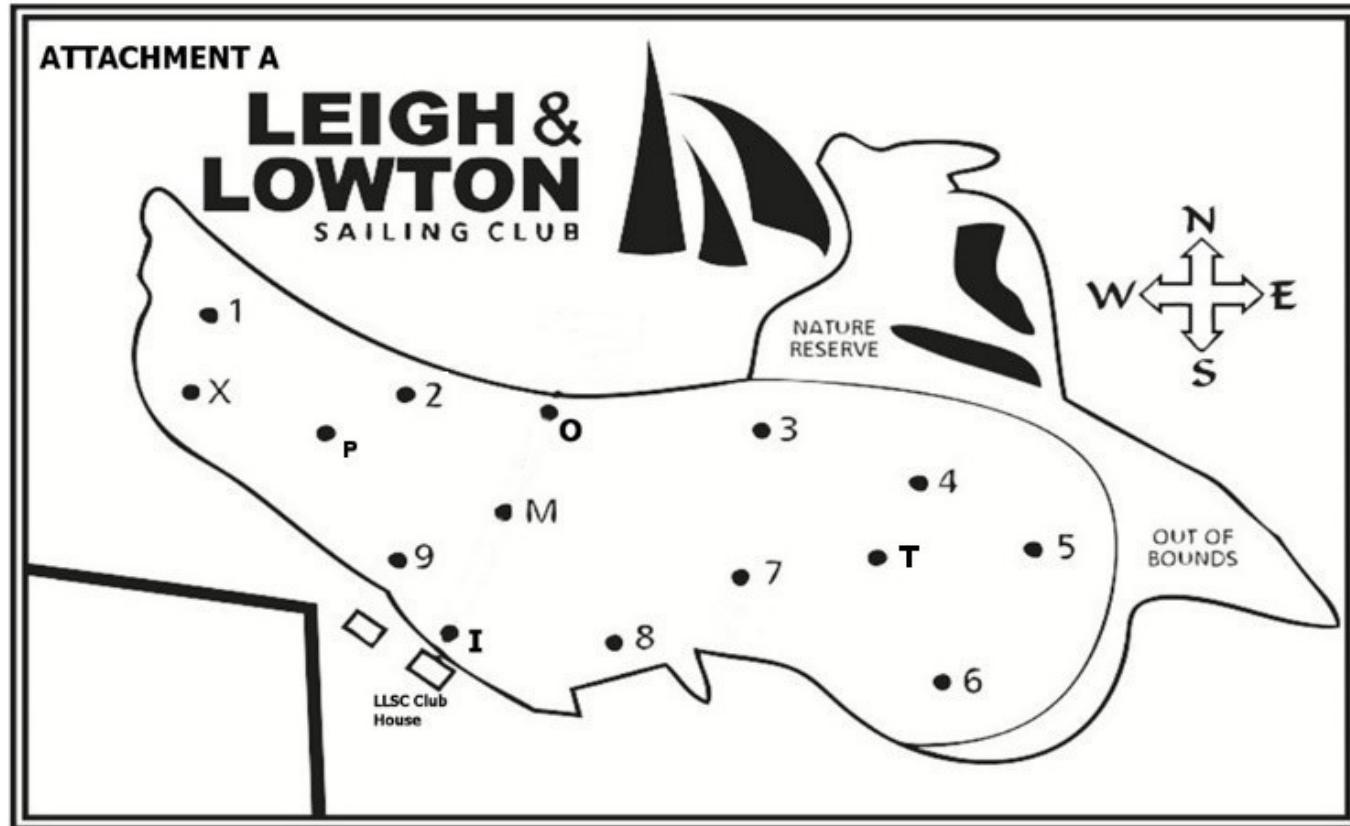 ATTACHMENT A
LEIGH &
LOWTON
SAILING CLUB
N
W E
S
NATURE
RESERVE
1
X
2
P
O
3
4
M
9
7
T
5
OUT OF
BOUNDS
I
8
6
LLSC Club
House